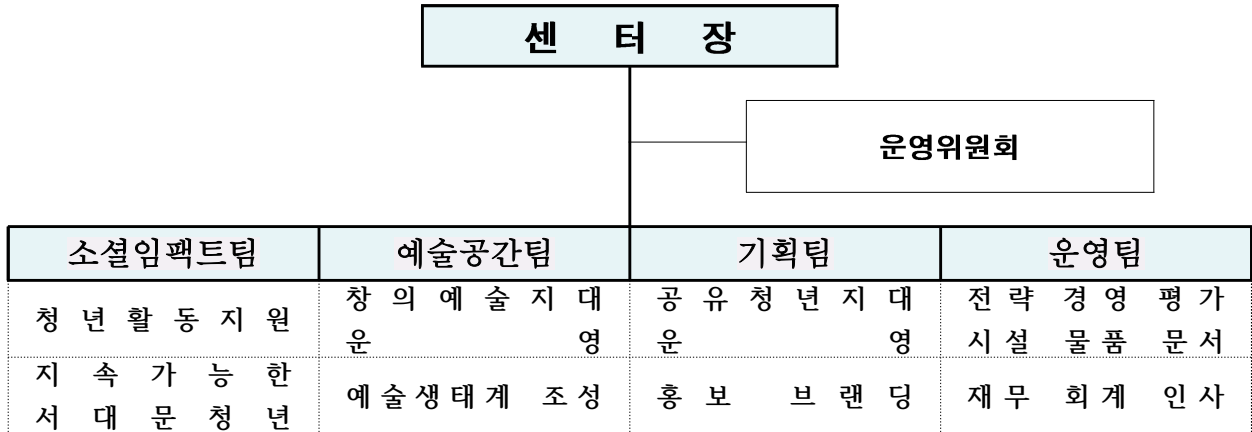 센 터 장
운영위원회
소셜임팩트팀 예술공간팀 기획팀 운영팀
청년활동지원
창의예술지대
운영
공유청년지대
운영
전략 경영 평가
시설 물품 문서
지속가능한
서대문청년
예술생태계 조성
홍보 브랜딩
재무 회계 인사